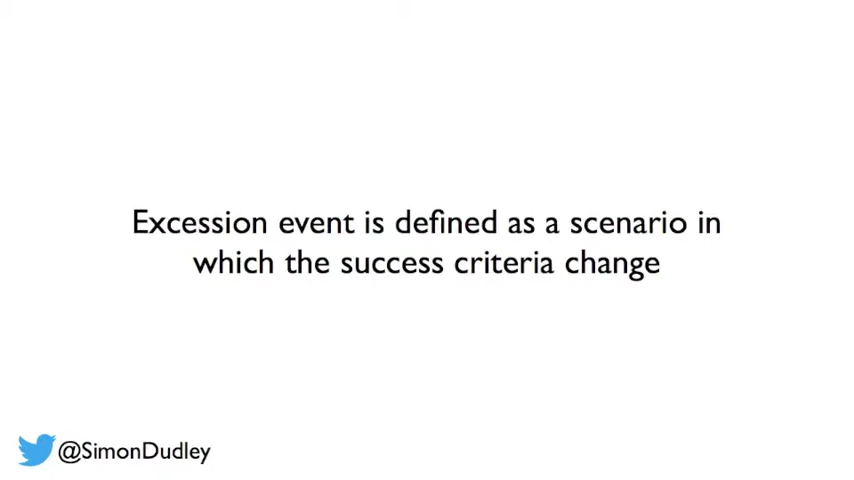 Excession event is defined as a scenario in
which the success criteria change
@SimonDudley